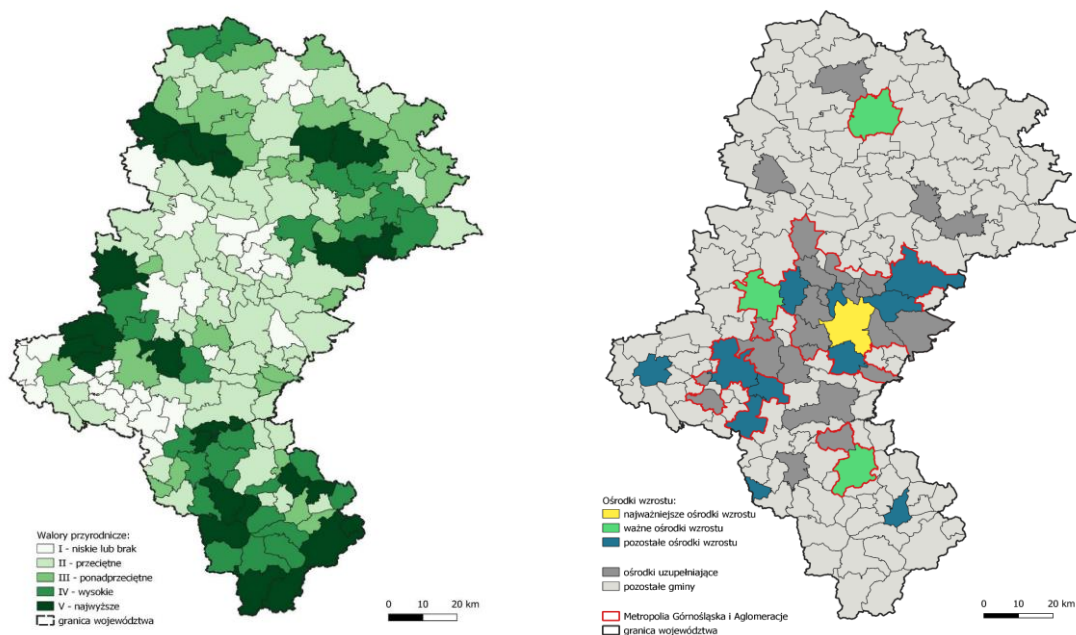 Walory przyrodnicze:
I - niskie lub brak
II - przeciętne
III - ponadprzeciętne
IV - wysokie
V - najwyższe
granica województwa
0 10 20 km
Ośrodki wzrostu:
najważniejsze ośrodki wzrostu
ważne ośrodki wzrostu
pozostałe ośrodki wzrostu
ośrodki uzupełniające
pozostałe gminy
Metropolia Górnośląska i Aglomeracje
granica województwa
0 10 20 km